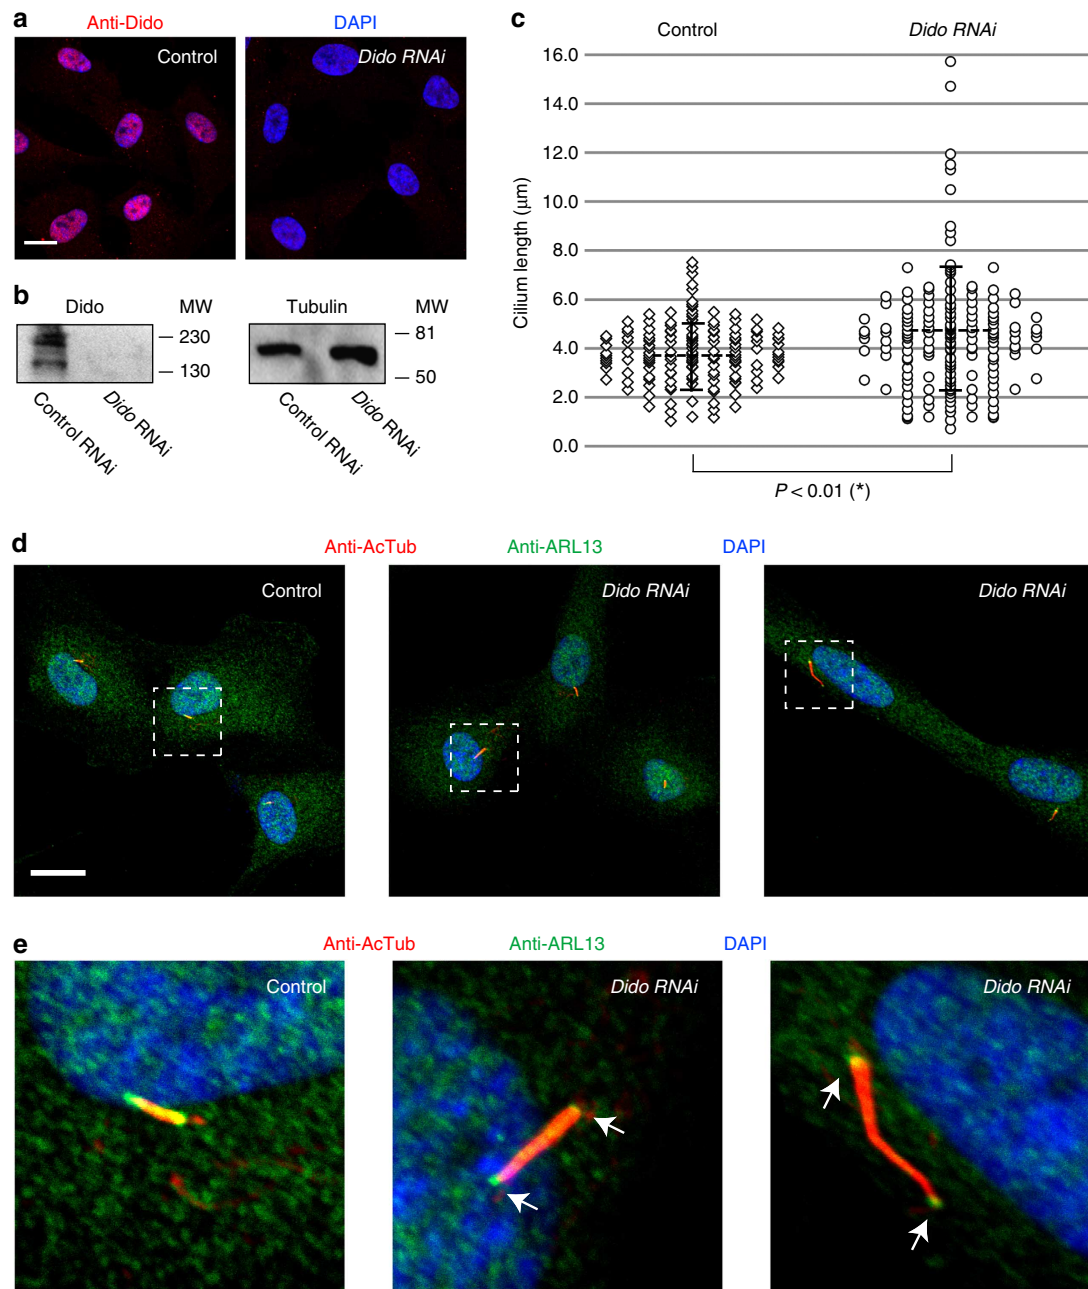 a
Anti-Dido DAPI
Control
Dido RNAi
b
Dido MW
230
130
Control RNAi
Dido RNAi
Tubulin MW
81
50
Control RNAi
Dido RNAi
c
Control Dido RNAi
Cilium length (μm)
16.0
14.0
12.0
10.0
8.0
6.0
4.0
2.0
0.0
P < 0.01 (*)
d
Anti-AcTub Anti-ARL13 DAPI
Control
Dido RNAi
Dido RNAi
e
Anti-AcTub Anti-ARL13 DAPI
Control
Dido RNAi
Dido RNAi